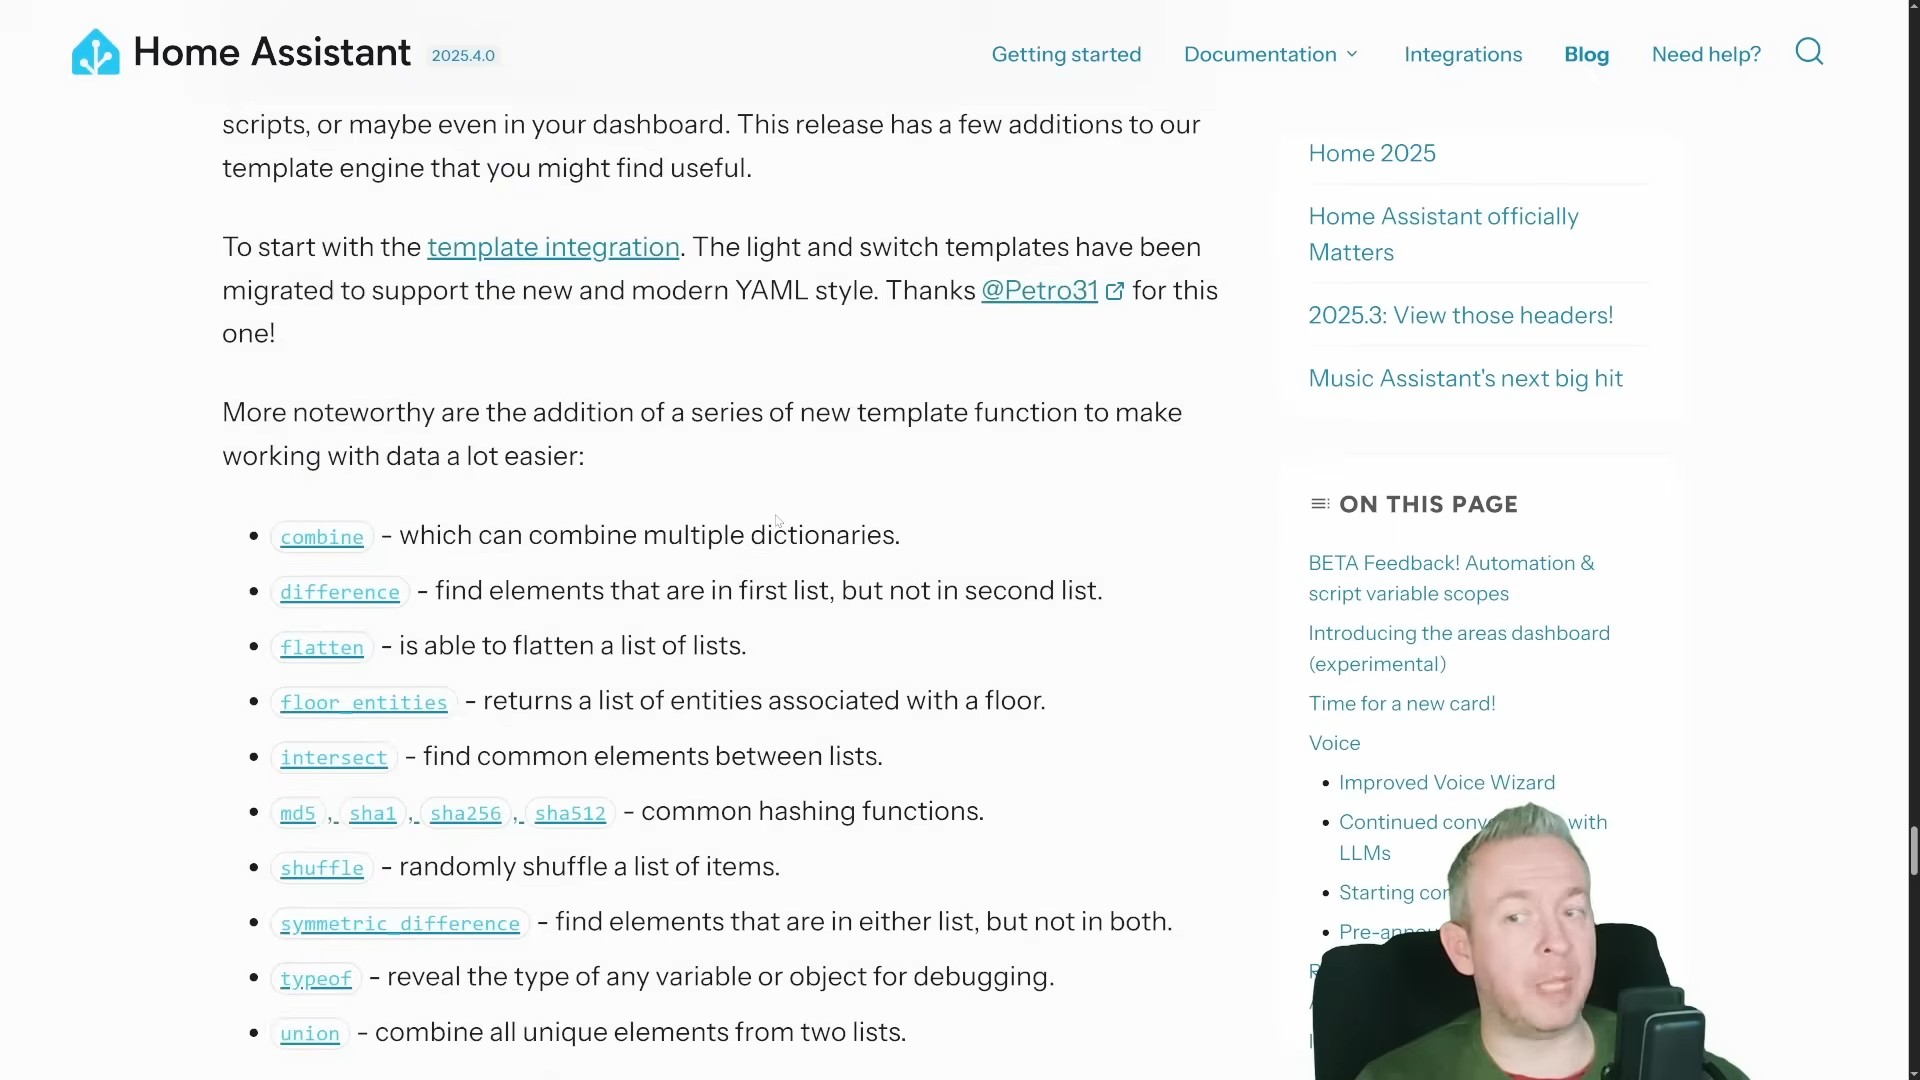 Home Assistant 2025.4.0
Getting started
Documentation
Integrations
Blog
Need help?
scripts, or maybe even in your dashboard. This release has a few additions to our
template engine that you might find useful.
To start with the template integration. The light and switch templates have been
migrated to support the new and modern YAML style. Thanks @Petro31 for this
one!
More noteworthy are the addition of a series of new template function to make
working with data a lot easier:
combine - which can combine multiple dictionaries.
difference - find elements that are in first list, but not in second list.
flatten - is able to flatten a list of lists.
floor_entities - returns a list of entities associated with a floor.
intersect - find common elements between lists.
md5, sha1, sha256, sha512 - common hashing functions.
shuffle - randomly shuffle a list of items.
symmetric_difference - find elements that are in either list, but not in both.
typeof - reveal the type of any variable or object for debugging.
union - combine all unique elements from two lists.
Home 2025
Home Assistant officially
Matters
2025.3: View those headers!
Music Assistant's next big hit
ON THIS PAGE
BETA Feedback! Automation &
script variable scopes
Introducing the areas dashboard
(experimental)
Time for a new card!
Voice
Improved Voice Wizard
Continued with
LLMs
Starting